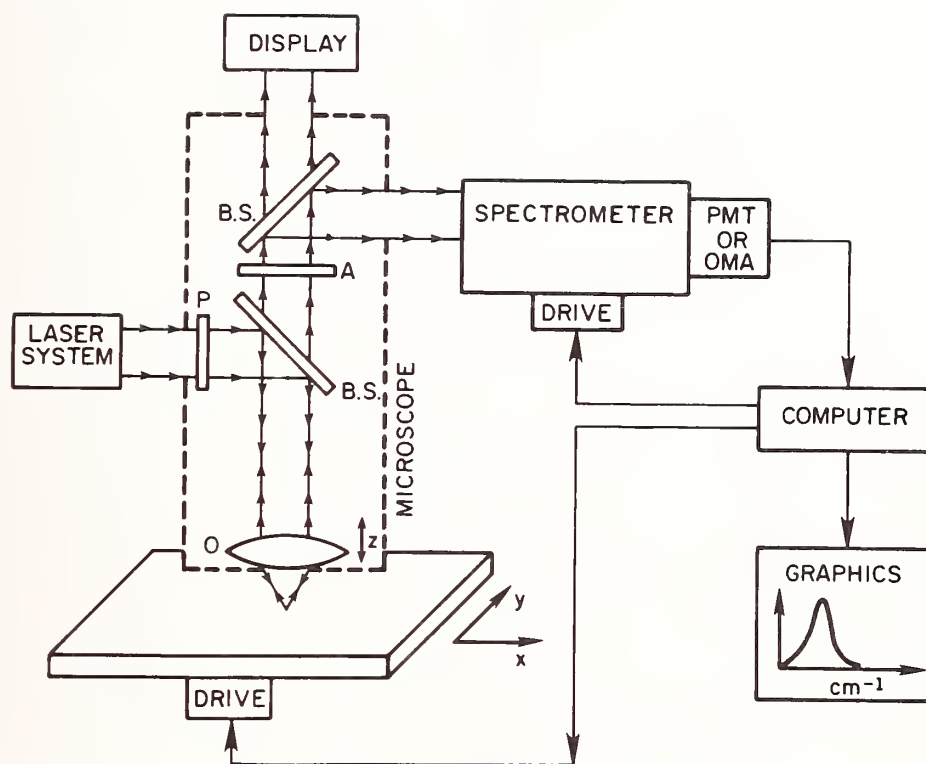 DISPLAY
B.S.
SPECTROMETER
PMT
OR
OMA
A
P
DRIVE
LASER
SYSTEM
B.S.
MICROSCOPE
COMPUTER
O
z
GRAPHICS
y
x
cm⁻¹
DRIVE